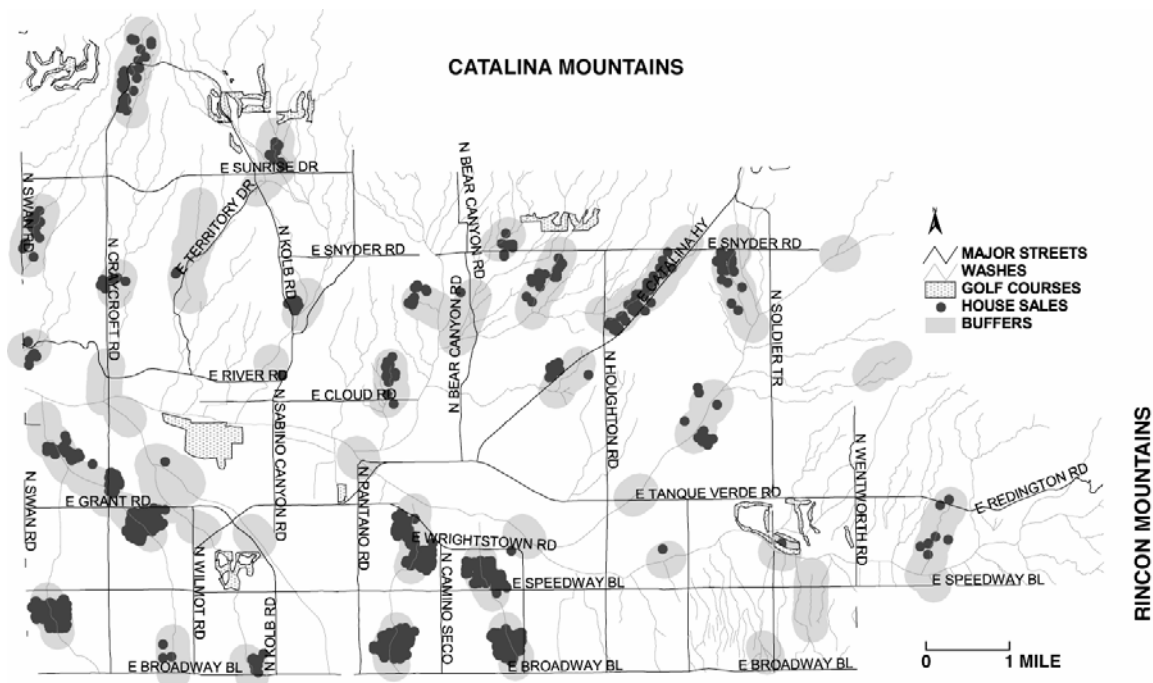 CATALINA MOUNTAINS
N BEAR CANYON RD
E SUNRISE DR
N SWAN RD
E TERRITORY DR
N KOLB RD
N CRAYCROFT RD
E SNYDER RD
E SNYDER RD
E CATALINA HY
N
MAJOR STREETS
WASHES
GOLF COURSES
HOUSE SALES
BUFFERS
N BEAR CANYON RD
N SOLDIER TR
E RIVER RD
E CLOUD RD
N HOUGHTON RD
N SABINO CANYON RD
N SWAN RD
E GRANT RD
N PANTANO RD
E TANQUE VERDE RD
N WENTWORTH RD
E REDINGTON RD
RINCON MOUNTAINS
E WRIGHTSTOWN RD
N WILMOT RD
N CAMINO SECO
E SPEEDWAY BL
E SPEEDWAY BL
N KOLB RD
E BROADWAY BL
E BROADWAY BL
E BROADWAY BL
0 1 MILE